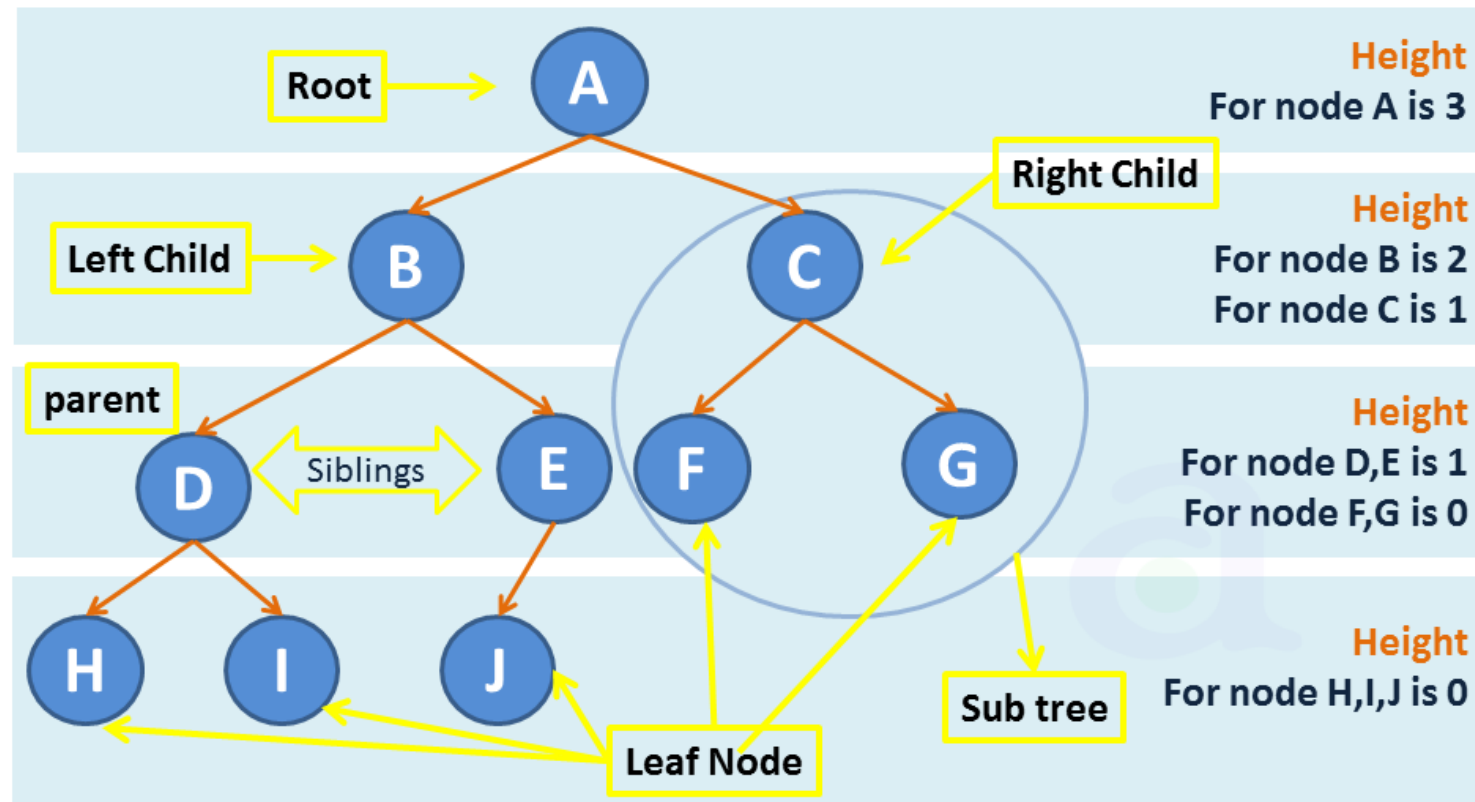 A
Root
Height
For node A is 3
Right Child
Left Child
B
C
Height
For node B is 2
For node C is 1
parent
D
Siblings
E
F
G
Height
For node D,E is 1
For node F,G is 0
H
I
J
Leaf Node
Sub tree
Height
For node H,I,J is 0